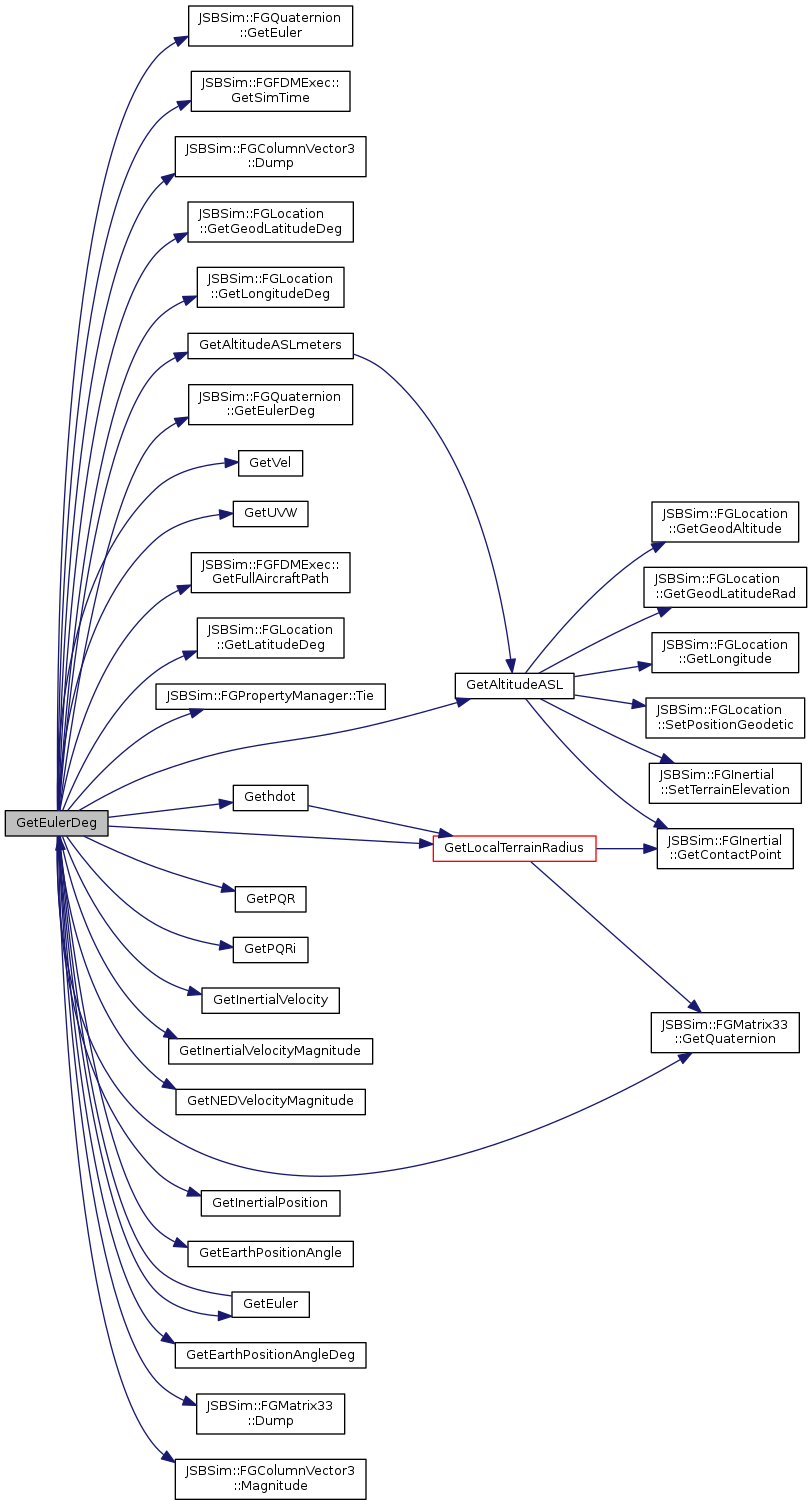 JSBSim::FGQuaternion
::GetEuler
JSBSim::FGFDMExec::
GetSimTime
JSBSim::FGColumnVector3
::Dump
JSBSim::FGLocation
::GetGeodLatitudeDeg
JSBSim::FGLocation
::GetLongitudeDeg
GetAltitudeASLmeters
JSBSim::FGQuaternion
::GetEulerDeg
GetVel
GetUVW
JSBSim::FGFDMExec::
GetFullAircraftPath
JSBSim::FGLocation
::GetLatitudeDeg
JSBSim::FGPropertyManager::Tie
GetEulerDeg
Gethdot
GetPQR
GetPQRi
GetInertialVelocity
GetInertialVelocityMagnitude
GetNEDVelocityMagnitude
GetInertialPosition
GetEarthPositionAngle
GetEuler
GetEarthPositionAngleDeg
JSBSim::FGMatrix33
::Dump
JSBSim::FGColumnVector3
::Magnitude
GetAltitudeASL
GetLocalTerrainRadius
JSBSim::FGLocation
::GetGeodAltitude
JSBSim::FGLocation
::GetGeodLatitudeRad
JSBSim::FGLocation
::GetLongitude
JSBSim::FGLocation
::SetPositionGeodetic
JSBSim::FGInertial
::SetTerrainElevation
JSBSim::FGInertial
::GetContactPoint
JSBSim::FGMatrix33
::GetQuaternion